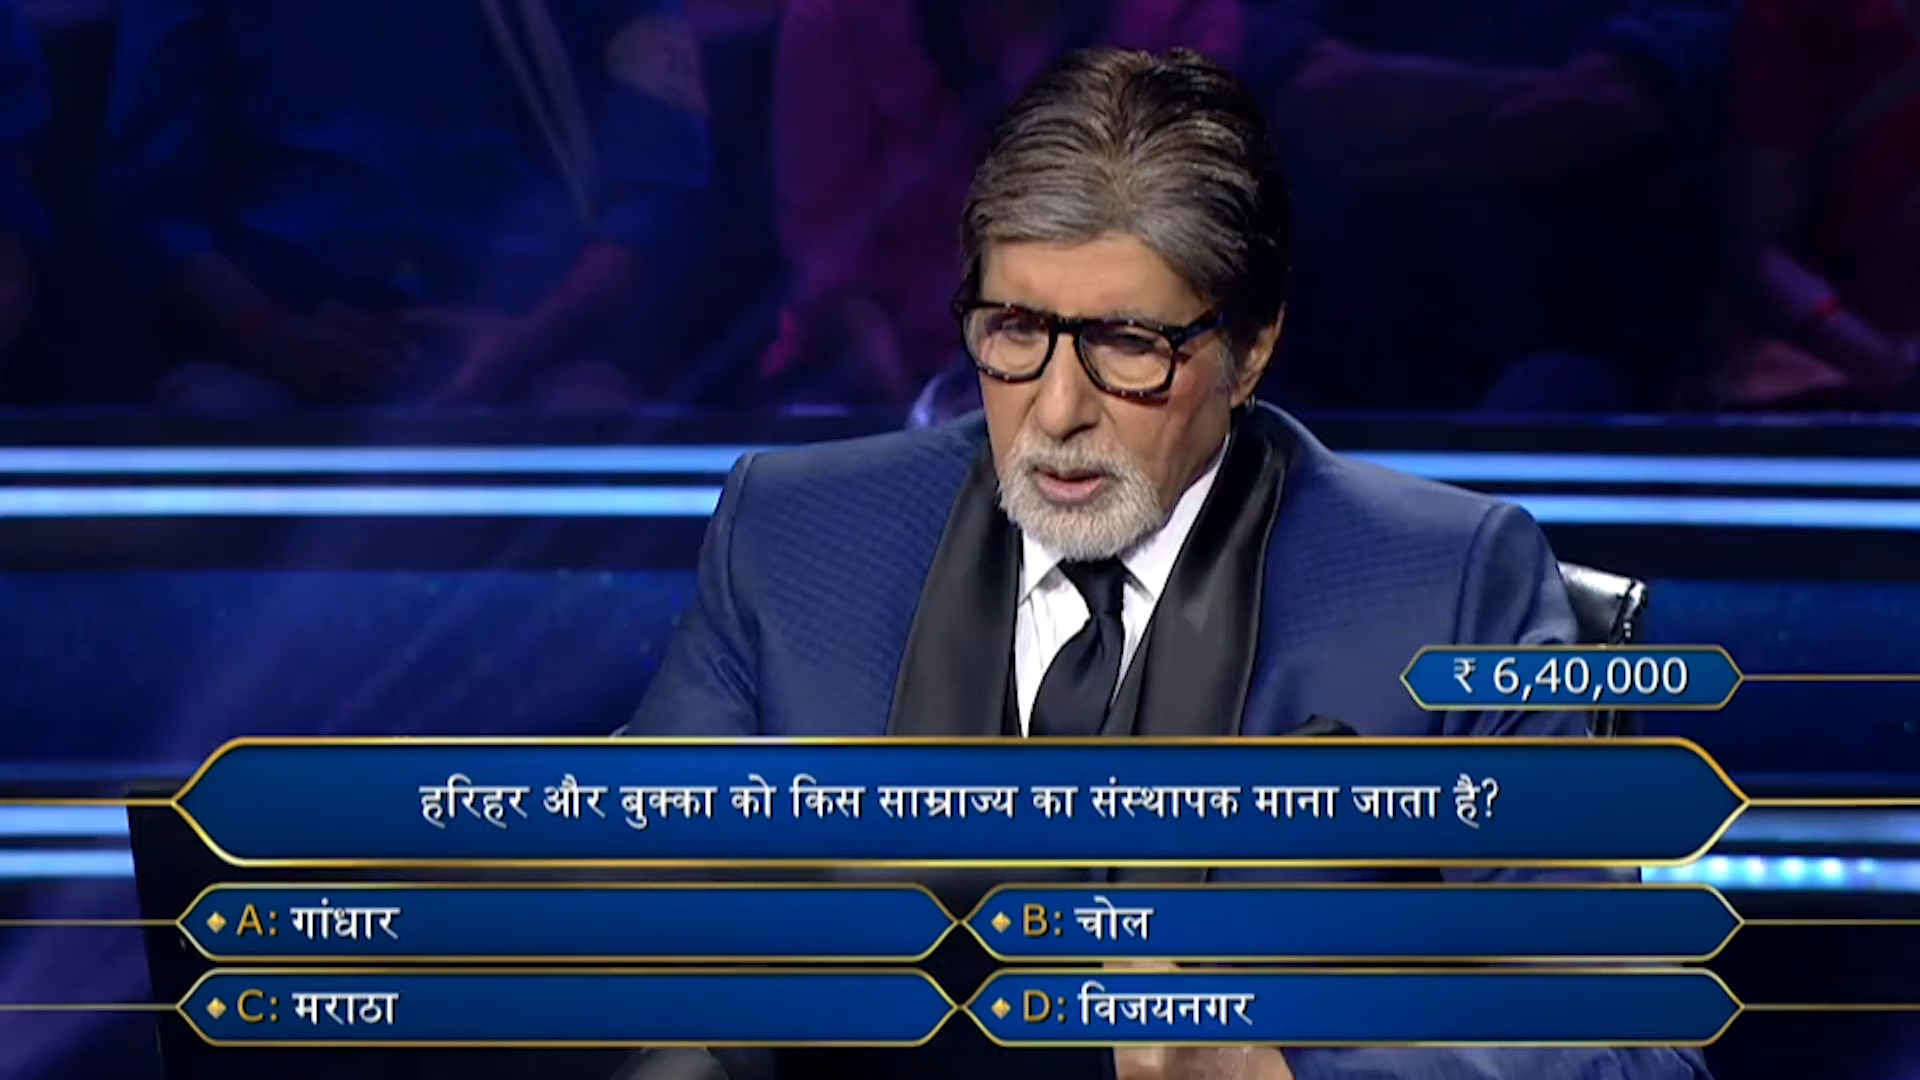 ₹ 6,40,000
हरिहर और बुक्का को किस साम्राज्य का संस्थापक माना जाता है?
A: गांधार
B: चोल
C: मराठा
D: विजयनगर